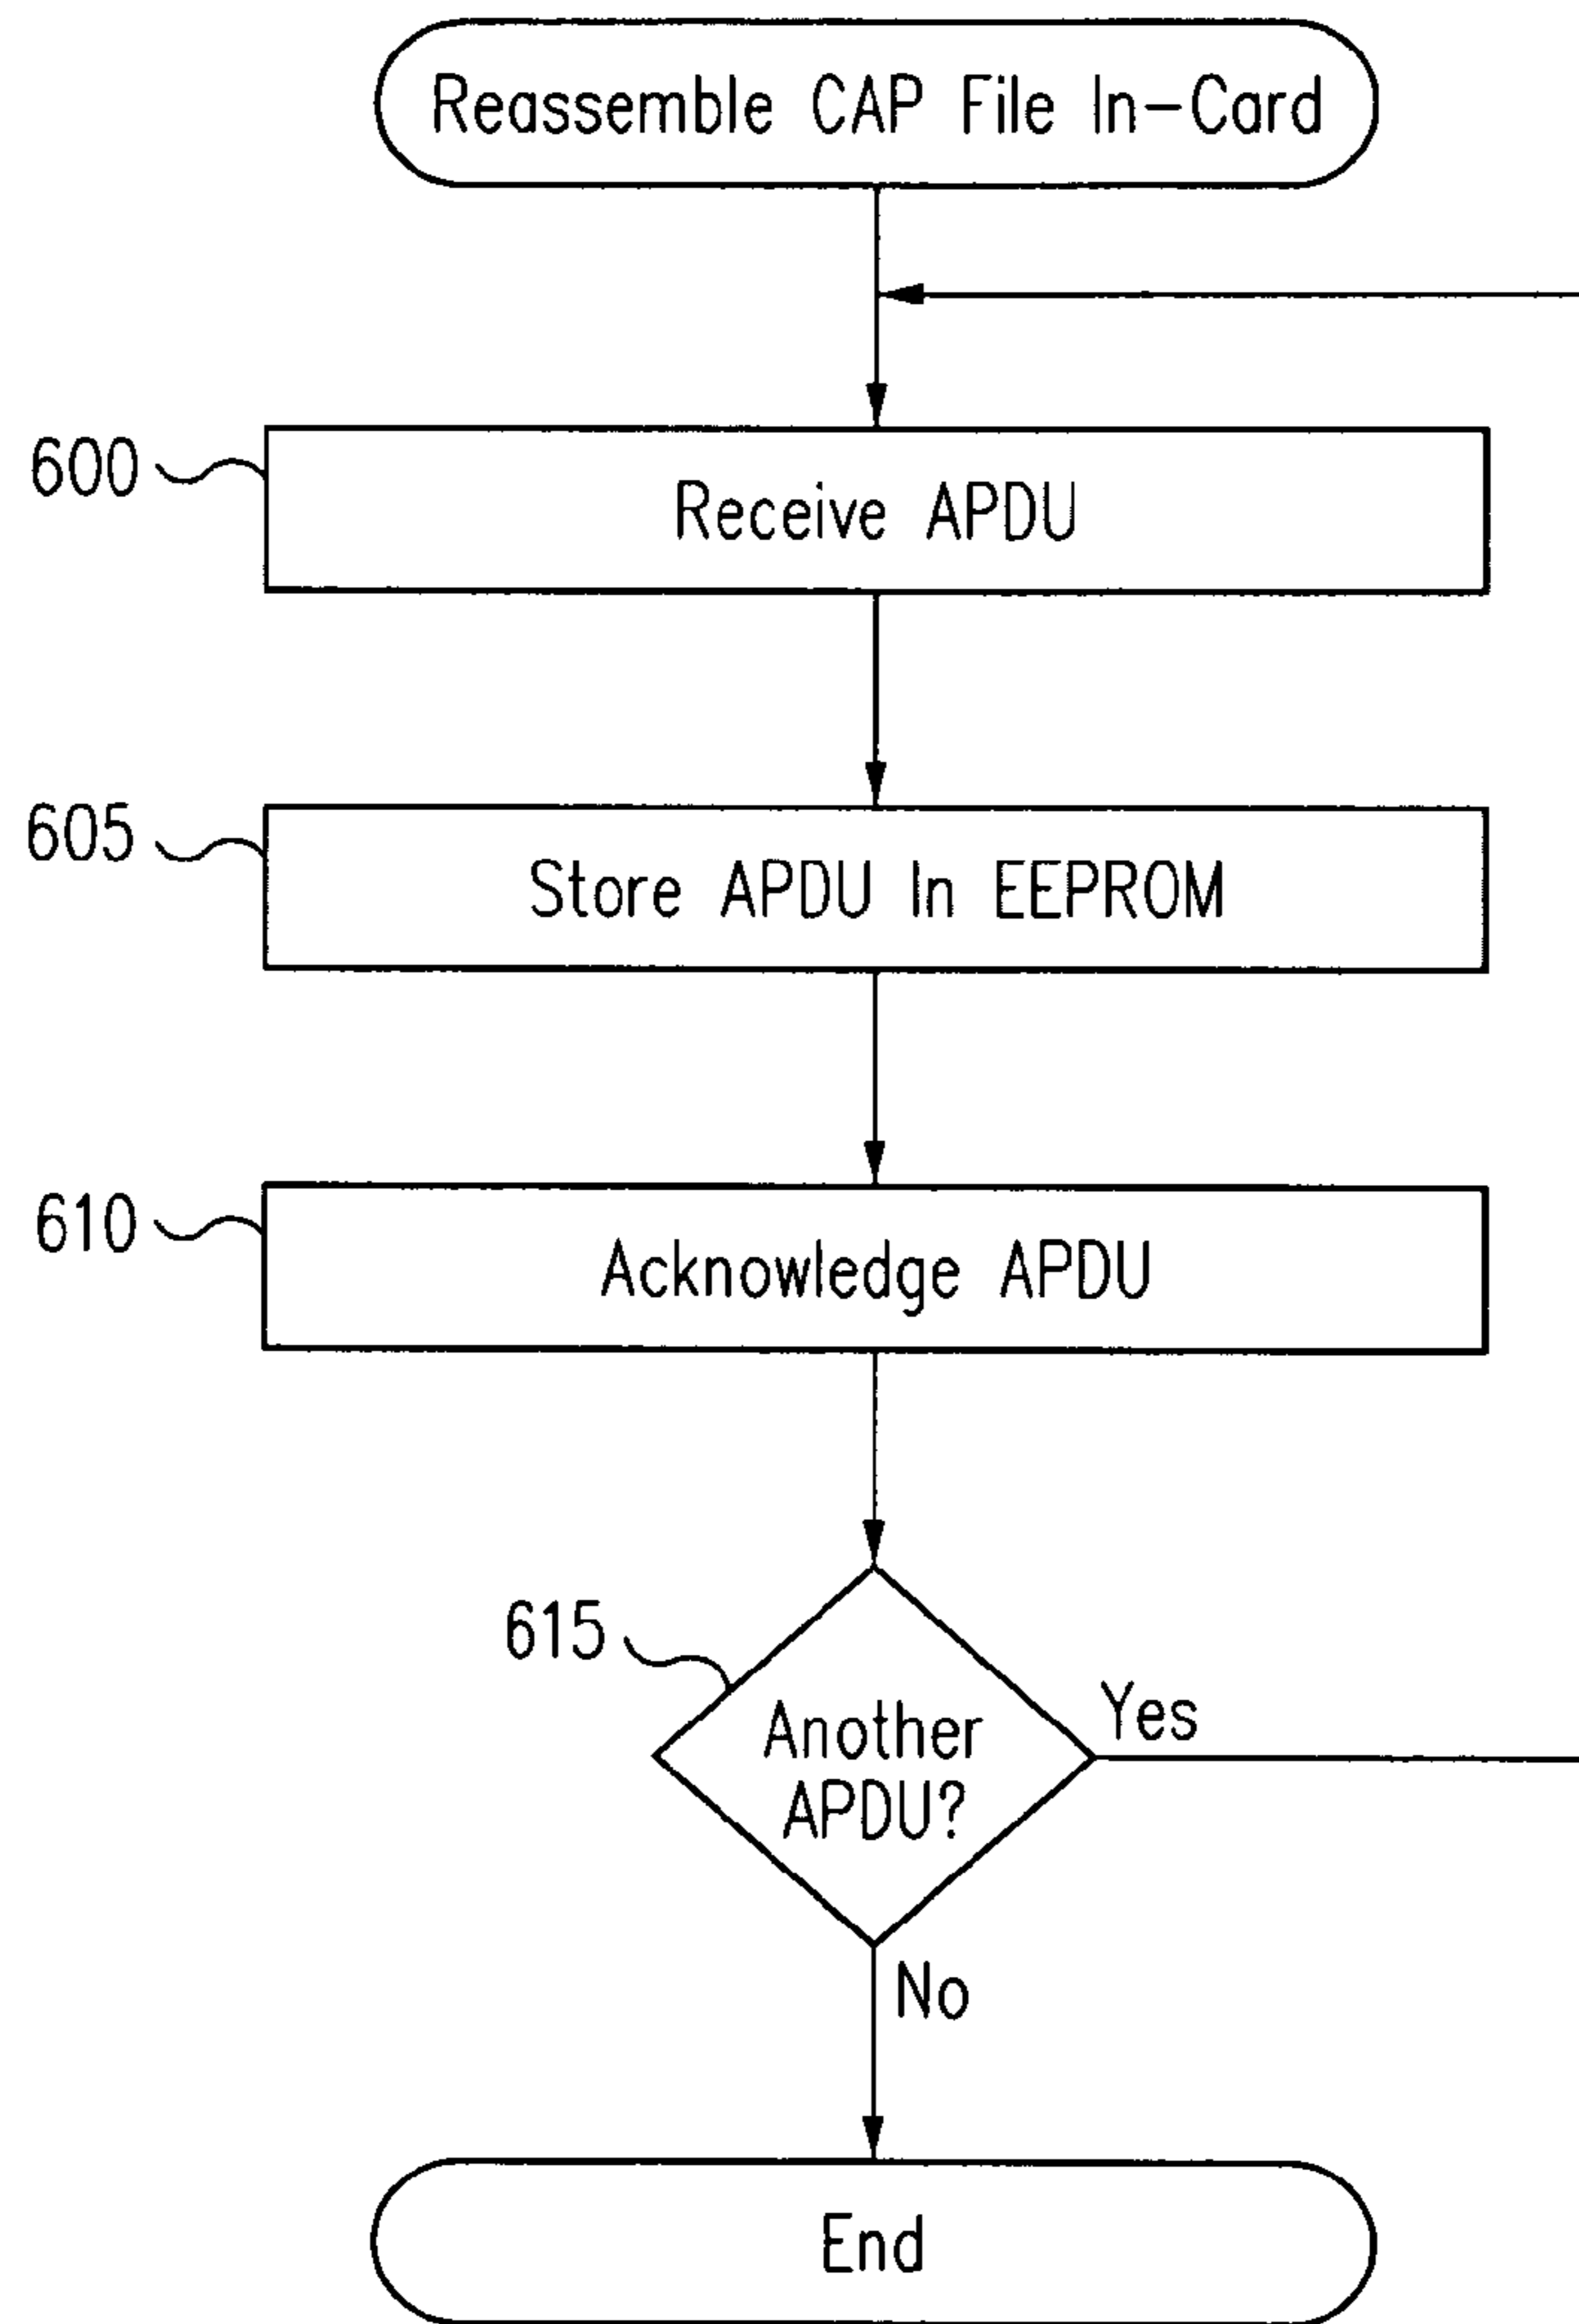 Reassemble CAP File In-Card
600
Receive APDU
605
Store APDU In EEPROM
610
Acknowledge APDU
615
Another
APDU?
Yes
No
End